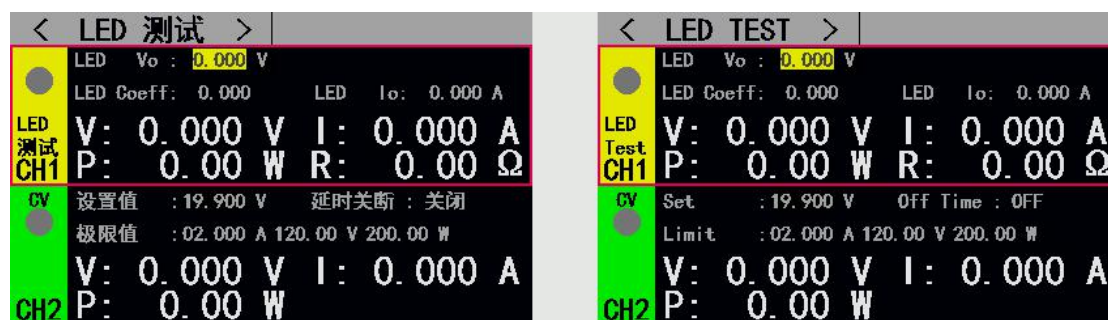 < LED 测试 >
LED Vo : 0.000 V
LED Coeff: 0.000 LED Io: 0.000 A
LED 测试 CH1
V: 0.000 V I: 0.000 A
P: 0.00 W R: 0.00 Ω
CV 设置值 :19.900 V 延时关断 : 关闭
极限值 :02.000 A 120.00 V 200.00 W
V: 0.000 V I: 0.000 A
CH2 P: 0.00 W
< LED TEST >
LED Vo : 0.000 V
LED Coeff: 0.000 LED Io: 0.000 A
LED Test CH1
V: 0.000 V I: 0.000 A
P: 0.00 W R: 0.00 Ω
CV Set :19.900 V Off Time : OFF
Limit :02.000 A 120.00 V 200.00 W
V: 0.000 V I: 0.000 A
CH2 P: 0.00 W